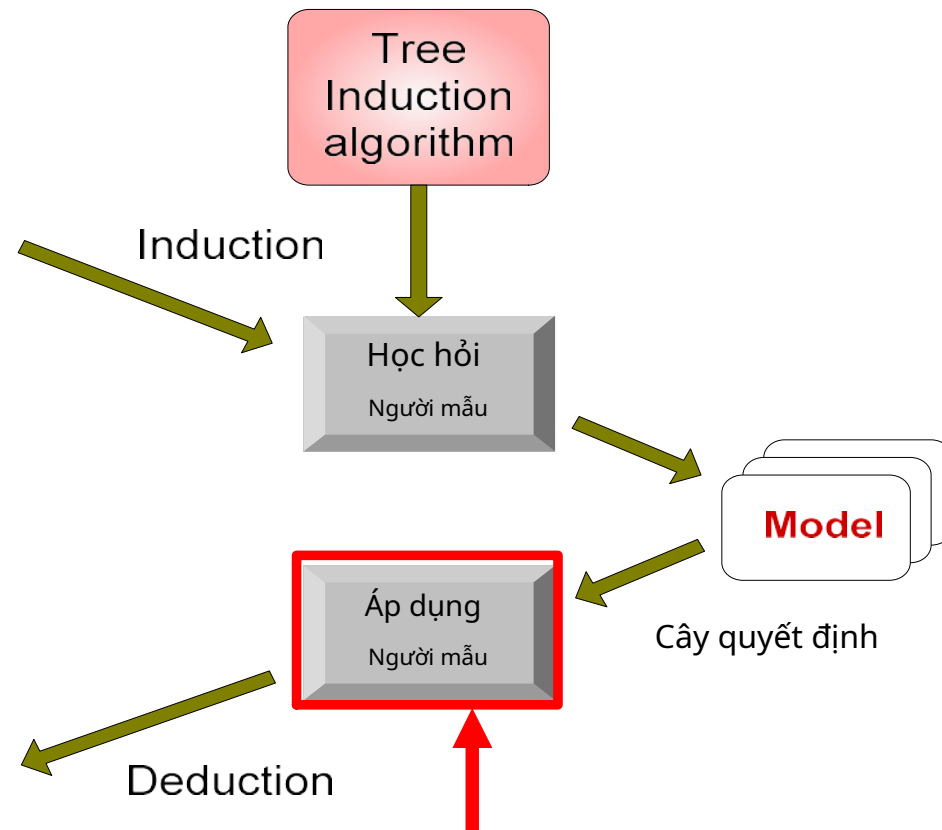 Tree
Induction
algorithm
Induction
Học hỏi
Người mẫu
Model
Áp dụng
Người mẫu
Cây quyết định
Deduction